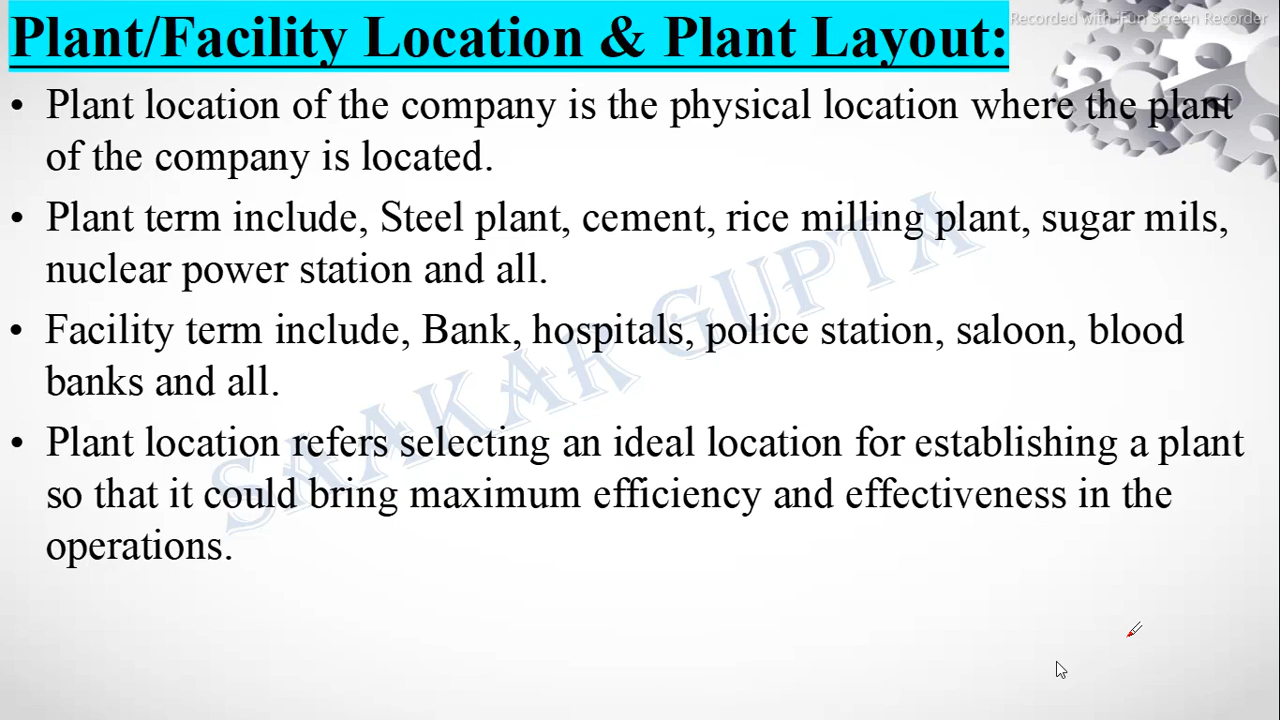 Plant/Facility Location & Plant Layout:
Recorded with iFun Screen Recorder
• Plant location of the company is the physical location where the plant
of the company is located.
• Plant term include, Steel plant, cement, rice milling plant, sugar mils,
nuclear power station and all.
• Facility term include, Bank, hospitals, police station, saloon, blood
banks and all.
• Plant location refers selecting an ideal location for establishing a plant
so that it could bring maximum efficiency and effectiveness in the
operations.
SAAKAR GUPTA